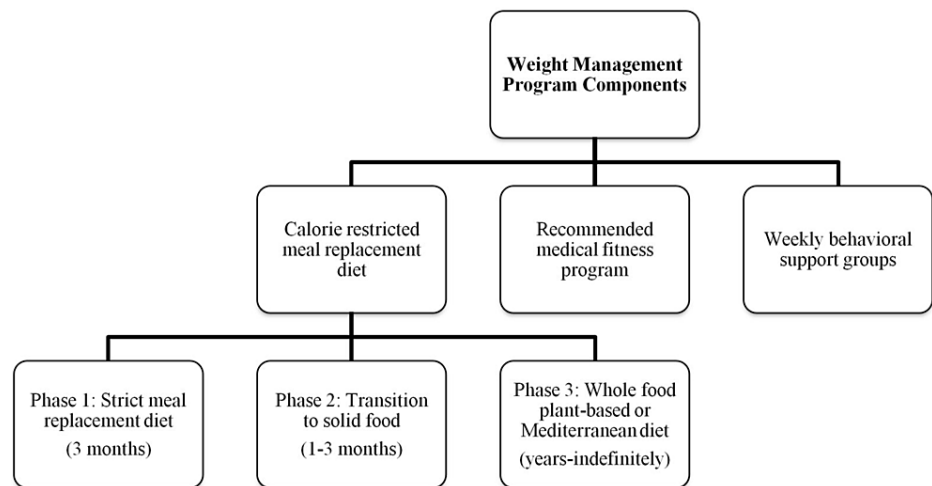 Weight Management
Program Components
Calorie restricted
meal replacement
diet
Recommended
medical fitness
program
Weekly behavioral
support groups
Phase 1: Strict meal
replacement diet
(3 months)
Phase 2: Transition
to solid food
(1-3 months)
Phase 3: Whole food
plant-based or
Mediterranean diet
(years-indefinitely)